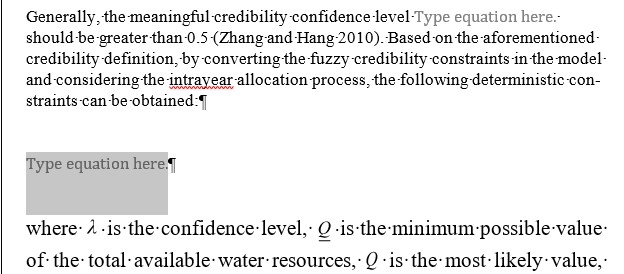 Generally, the meaningful credibility confidence level Type equation here.
should be greater than 0.5 (Zhang and Hang 2010). Based on the aforementioned
credibility definition, by converting the fuzzy credibility constraints in the model
and considering the intrayear allocation process, the following deterministic con-
straints can be obtained:¶
Type equation here.¶
where λ is the confidence level, Q̲ is the minimum possible value
of the total available water resources, Q is the most likely value,